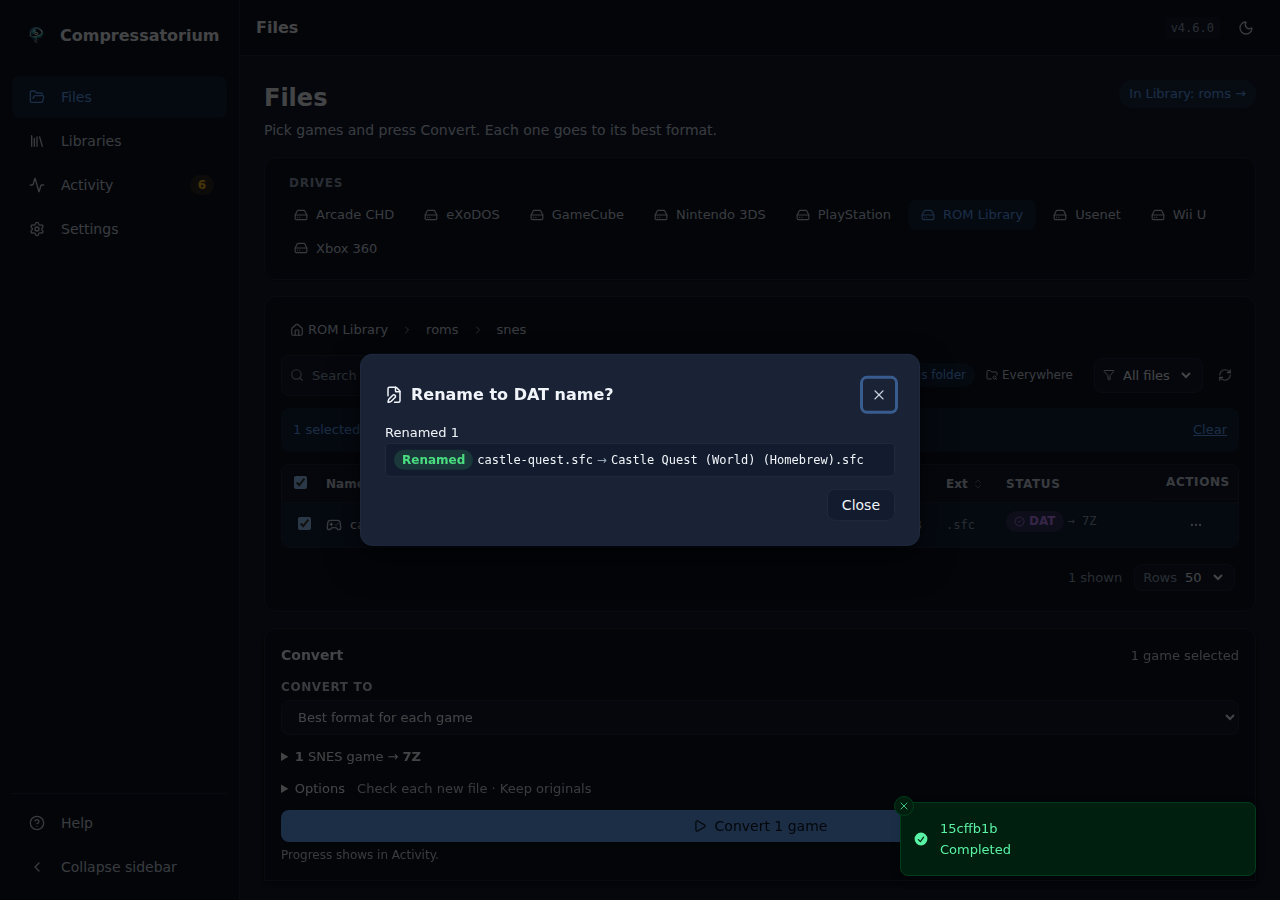 Compressatorium
Files
v4.6.0
Files
Libraries
Activity
6
Settings
Files
In Library: roms →
Pick games and press Convert. Each one goes to its best format.
DRIVES
Arcade CHD
eXoDOS
GameCube
Nintendo 3DS
PlayStation
ROM Library
Usenet
Wii U
Xbox 360
ROM Library
roms
snes
Search
folder
Everywhere
All files
1 selected
Clear
Rename to DAT name?
Renamed 1
Renamed castle-quest.sfc → Castle Quest (World) (Homebrew).sfc
Close
Ext
STATUS
ACTIONS
.sfc
DAT → 7Z
...
1 shown
Rows 50
Convert
1 game selected
CONVERT TO
Best format for each game
1 SNES game → 7Z
Options Check each new file · Keep originals
Convert 1 game
Progress shows in Activity.
15cffb1b
Completed
Help
Collapse sidebar